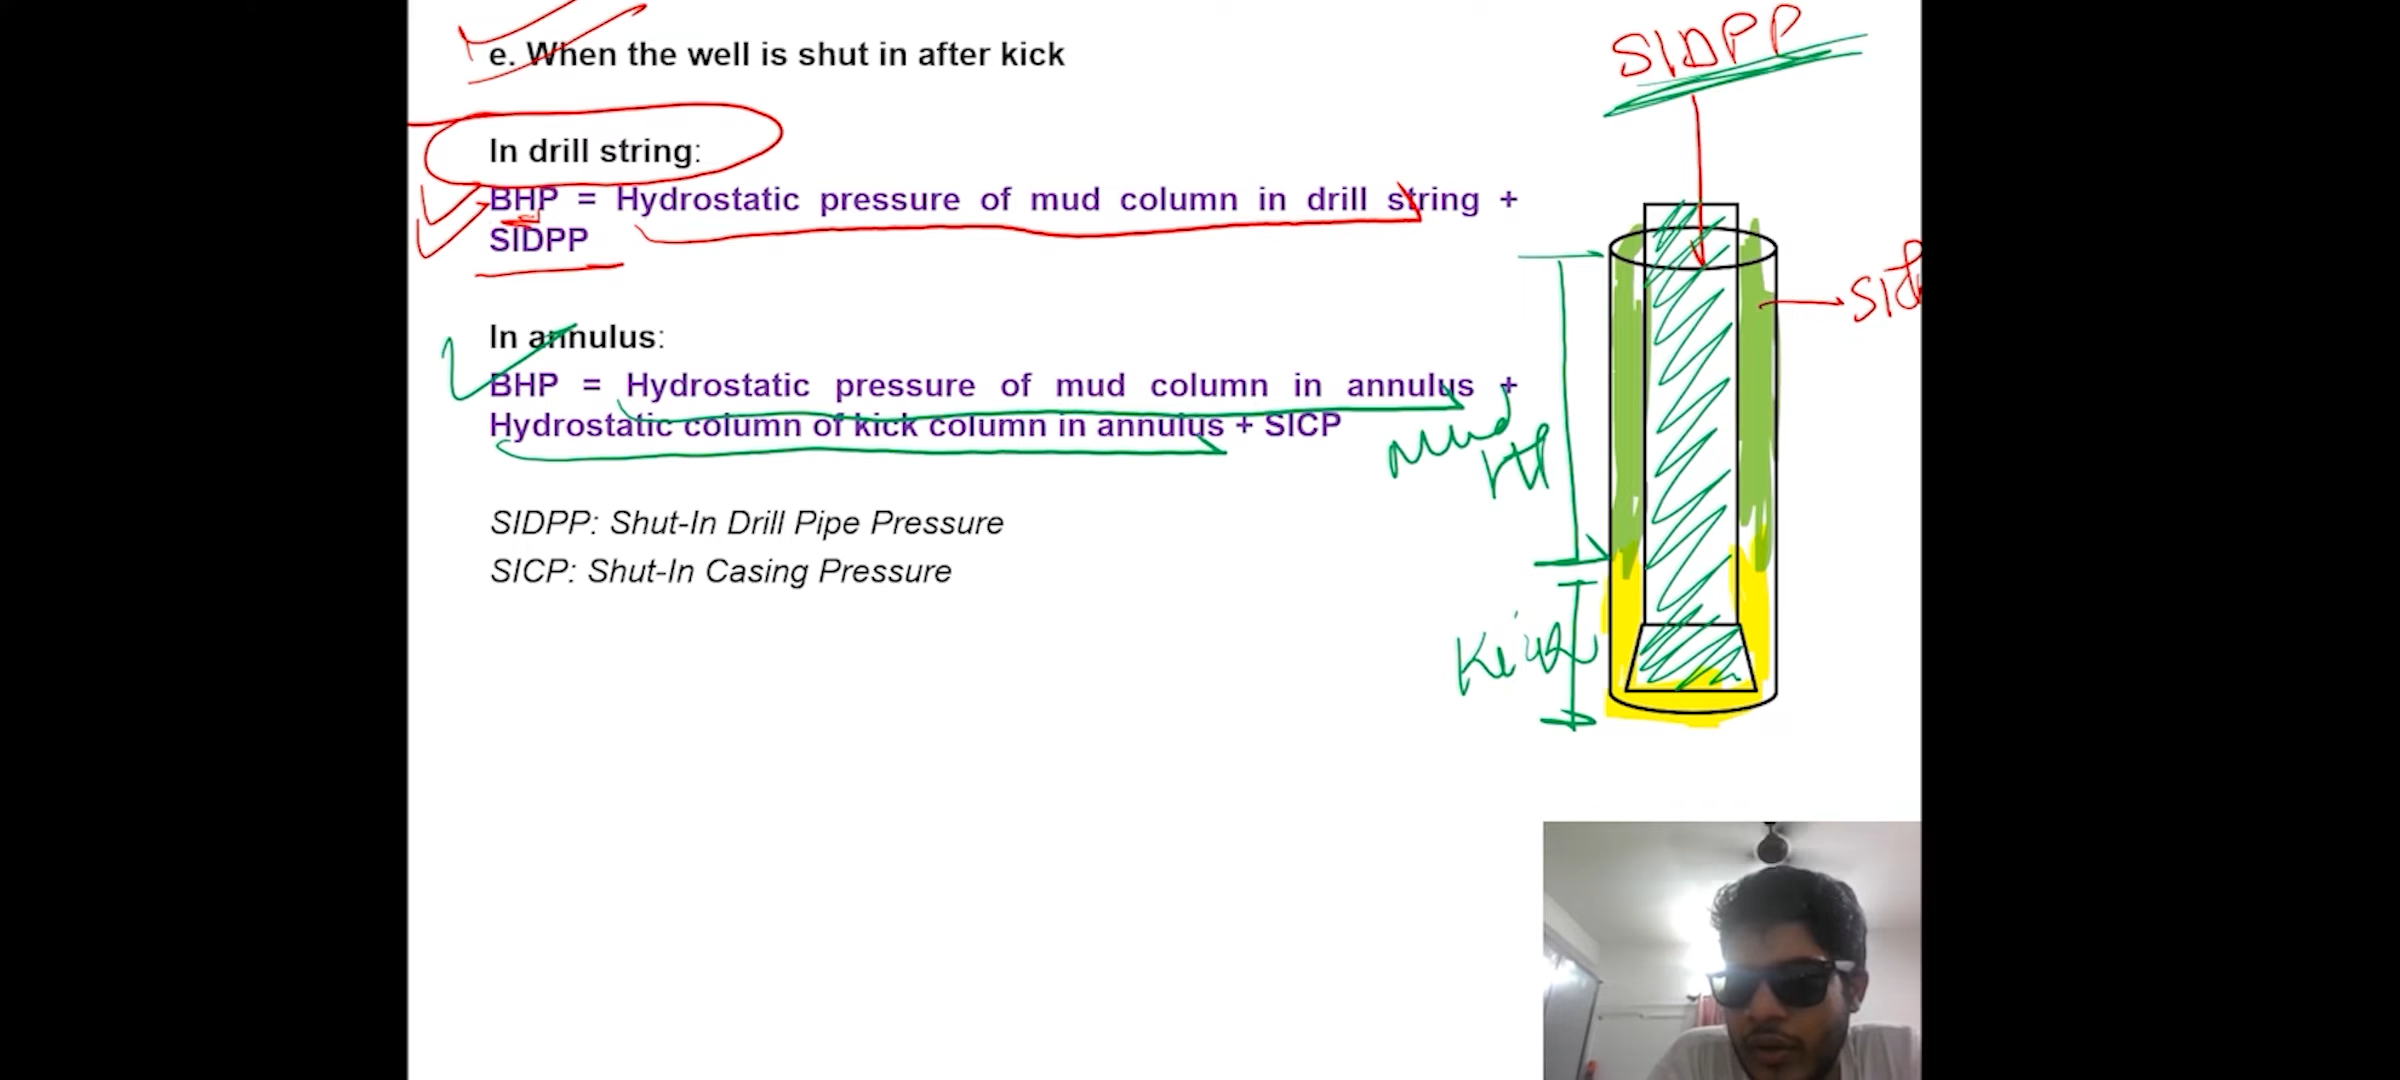 e. When the well is shut in after kick
SIDPP
In drill string:
BHP = Hydrostatic pressure of mud column in drill string +
SIDPP
In annulus:
BHP = Hydrostatic pressure of mud column in annulus +
Hydrostatic column of kick column in annulus + SICP
Mud
HP
SIDPP: Shut-In Drill Pipe Pressure
SICP: Shut-In Casing Pressure
Kick